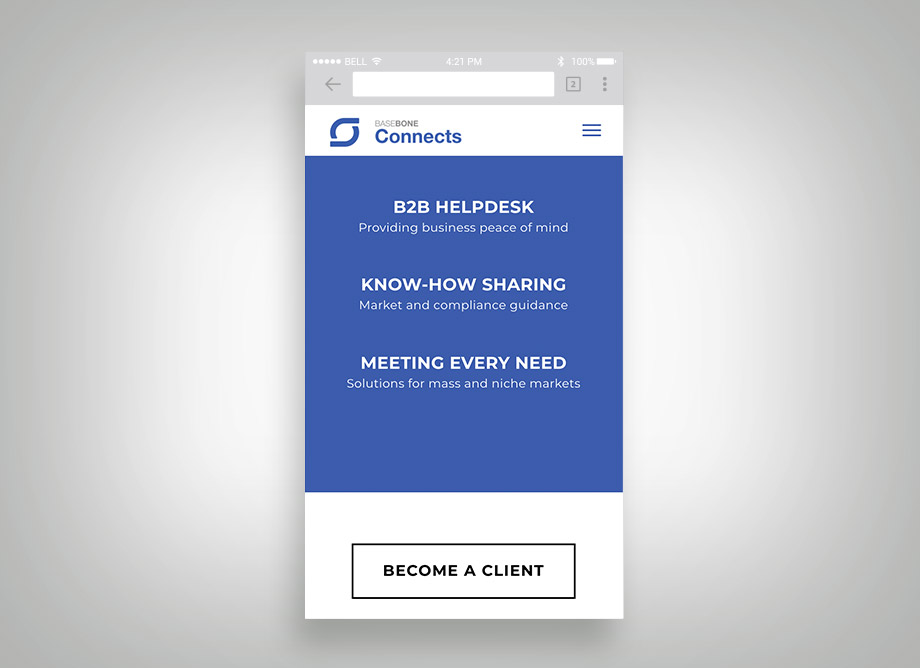 BELL 4:21 PM 100%
2
BASEBONE
Connects
B2B HELPDESK
Providing business peace of mind
KNOW-HOW SHARING
Market and compliance guidance
MEETING EVERY NEED
Solutions for mass and niche markets
BECOME A CLIENT